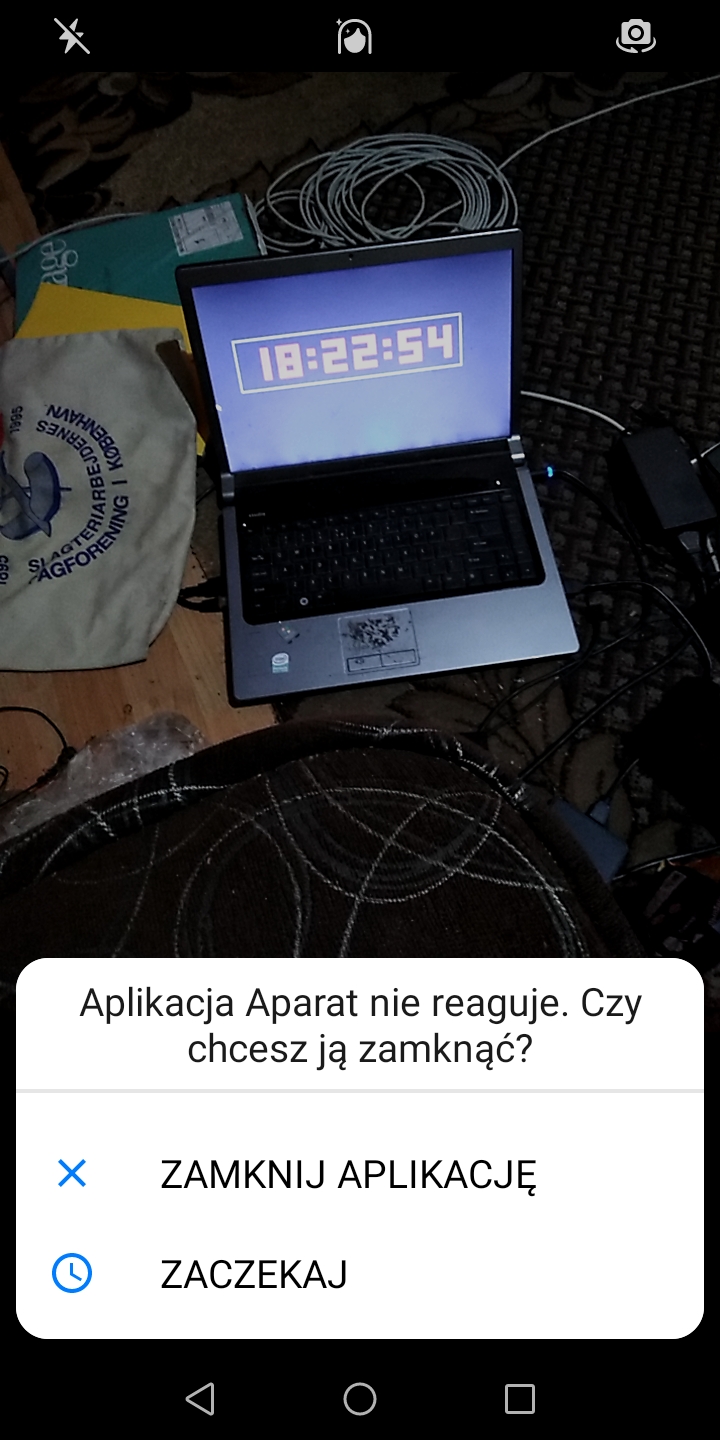 age
18:22:54
1995
SLAGTERIARBEJDERNES
FAGFORENING I KØBENHAVN
1895
Aplikacja Aparat nie reaguje. Czy
chcesz ją zamknąć?
ZAMKNIJ APLIKACJĘ
ZACZEKAJ